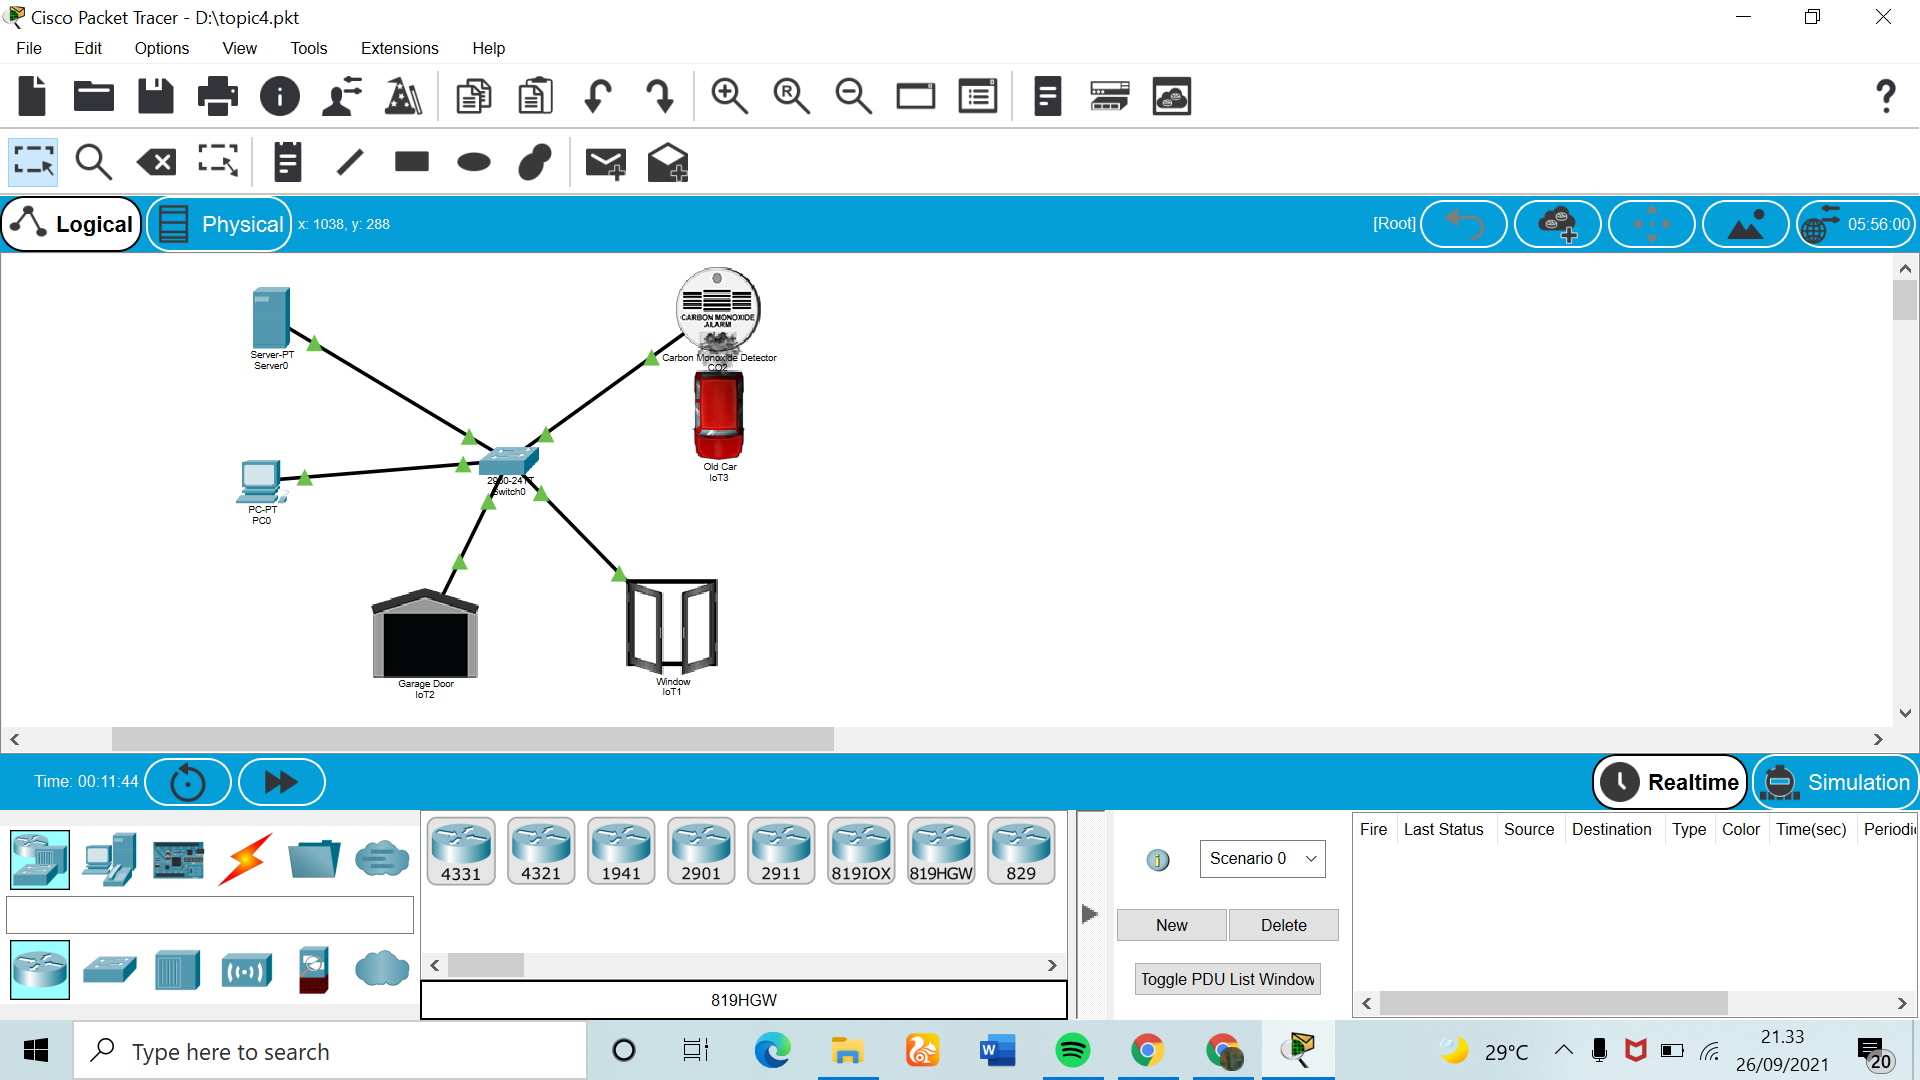 Cisco Packet Tracer - D:\topic4.pkt
File Edit Options View Tools Extensions Help
Logical Physical x: 1038, y: 288 [Root] 05:56:00
CARBON MONOXIDE
ALARM
Carbon Monoxide Detector
CO2
Server-PT
Server0
Old Car
IoT3
Switch0
PC-PT
PC0
Garage Door
IoT2
Window
IoT1
Time: 00:11:44 Realtime Simulation
4331 4321 1941 2901 2911 819IOX 819HGW 829
819HGW
Scenario 0
New Delete
Toggle PDU List Window
Fire Last Status Source Destination Type Color Time(sec) Periodi
Type here to search
29°C
21.33
26/09/2021
20